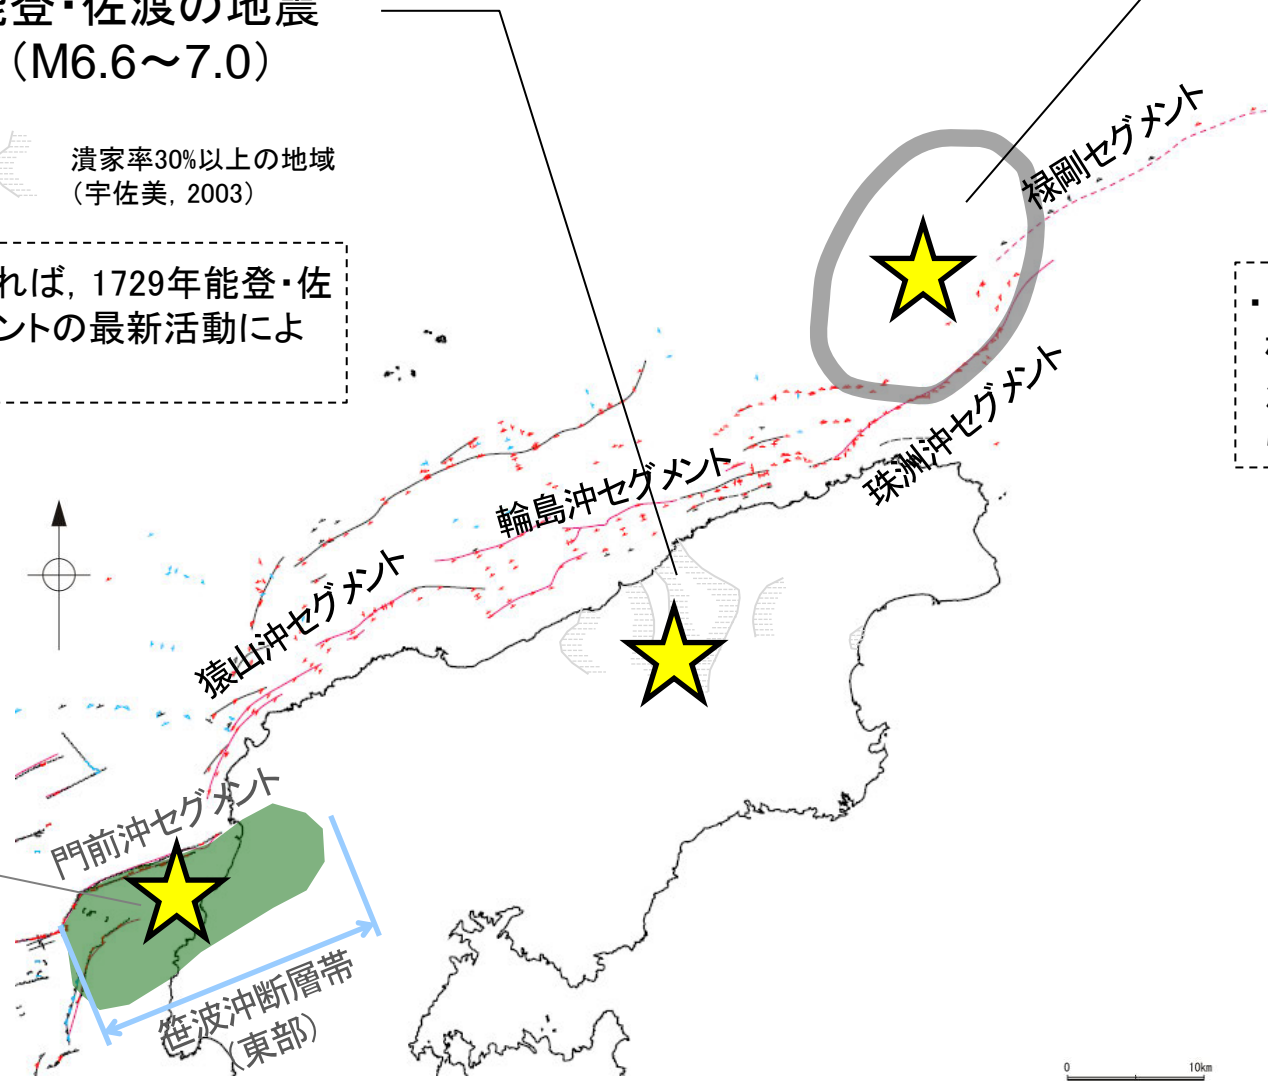 登・佐渡の地震
（M6.6～7.0）
潰家率30%以上の地域
（宇佐美, 2003）
れば, 1729年能登・佐
ントの最新活動によ
禄剛セグメント
珠洲沖セグメント
輪島沖セグメント
猿山沖セグメント
門前沖セグメント
笹波沖断層帯
（東部）
・
0 10km